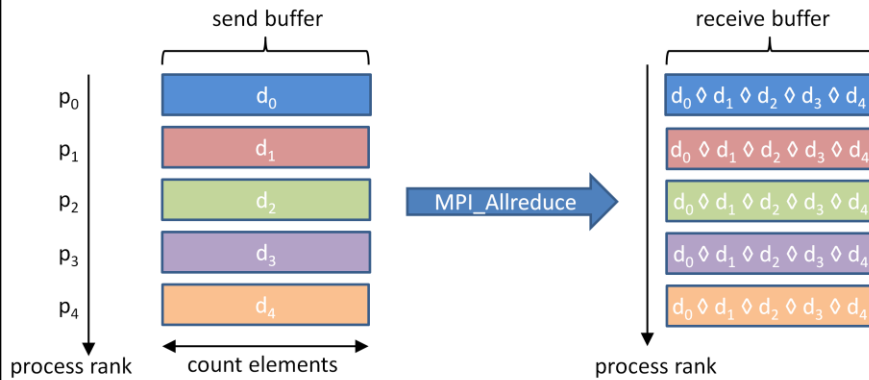 send buffer
receive buffer
p₀
d₀
d₀ ◊ d₁ ◊ d₂ ◊ d₃ ◊ d₄
p₁
d₁
d₀ ◊ d₁ ◊ d₂ ◊ d₃ ◊ d₄
p₂
d₂
MPI_Allreduce
d₀ ◊ d₁ ◊ d₂ ◊ d₃ ◊ d₄
p₃
d₃
d₀ ◊ d₁ ◊ d₂ ◊ d₃ ◊ d₄
p₄
d₄
d₀ ◊ d₁ ◊ d₂ ◊ d₃ ◊ d₄
process rank
count elements
process rank